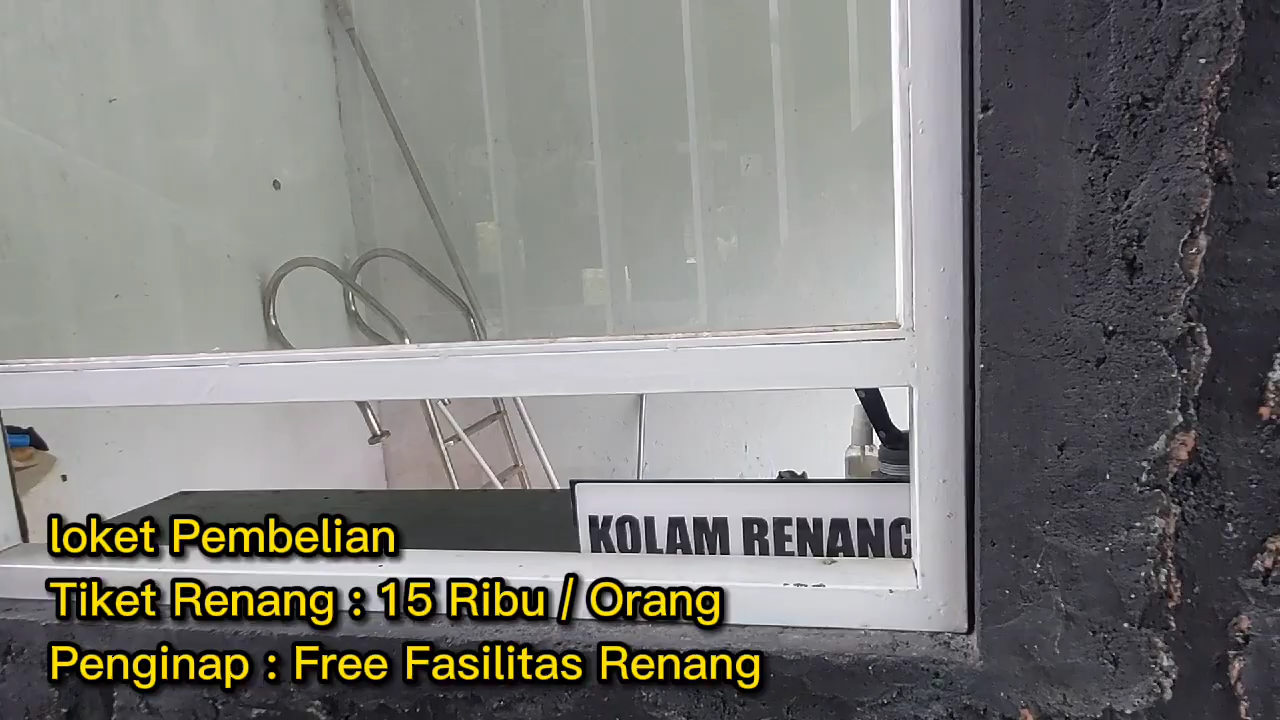 KOLAM RENANG
loket Pembelian
Tiket Renang : 15 Ribu / Orang
Penginap : Free Fasilitas Renang